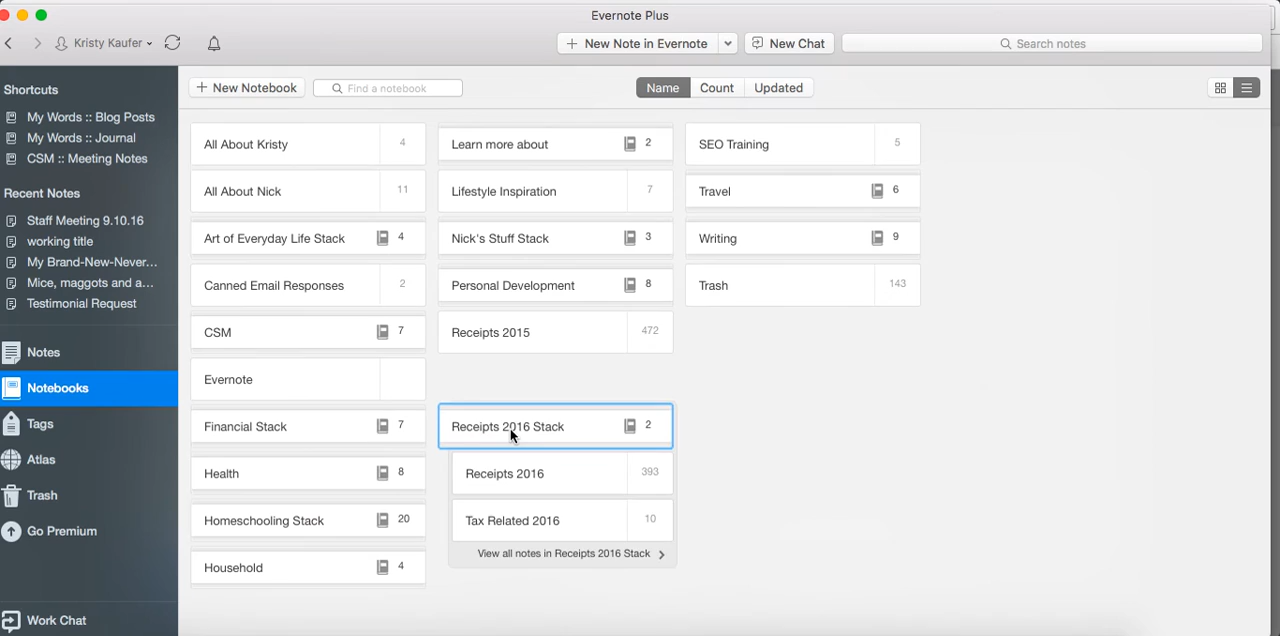 Evernote Plus
Kristy Kaufer
New Note in Evernote
New Chat
Search notes
Shortcuts
My Words :: Blog Posts
My Words :: Journal
CSM :: Meeting Notes
Recent Notes
Staff Meeting 9.10.16
working title
My Brand-New-Never...
Mice, maggots and a...
Testimonial Request
Notes
Notebooks
Tags
Atlas
Trash
Go Premium
Work Chat
+ New Notebook
Find a notebook
Name
Count
Updated
All About Kristy 4
All About Nick 11
Art of Everyday Life Stack 4
Canned Email Responses 2
CSM 7
Evernote
Financial Stack 7
Health 8
Homeschooling Stack 20
Household 4
Learn more about 2
Lifestyle Inspiration 7
Nick's Stuff Stack 3
Personal Development 8
Receipts 2015 472
Receipts 2016 Stack 2
Receipts 2016 393
Tax Related 2016 10
View all notes in Receipts 2016 Stack >
SEO Training 5
Travel 6
Writing 9
Trash 143